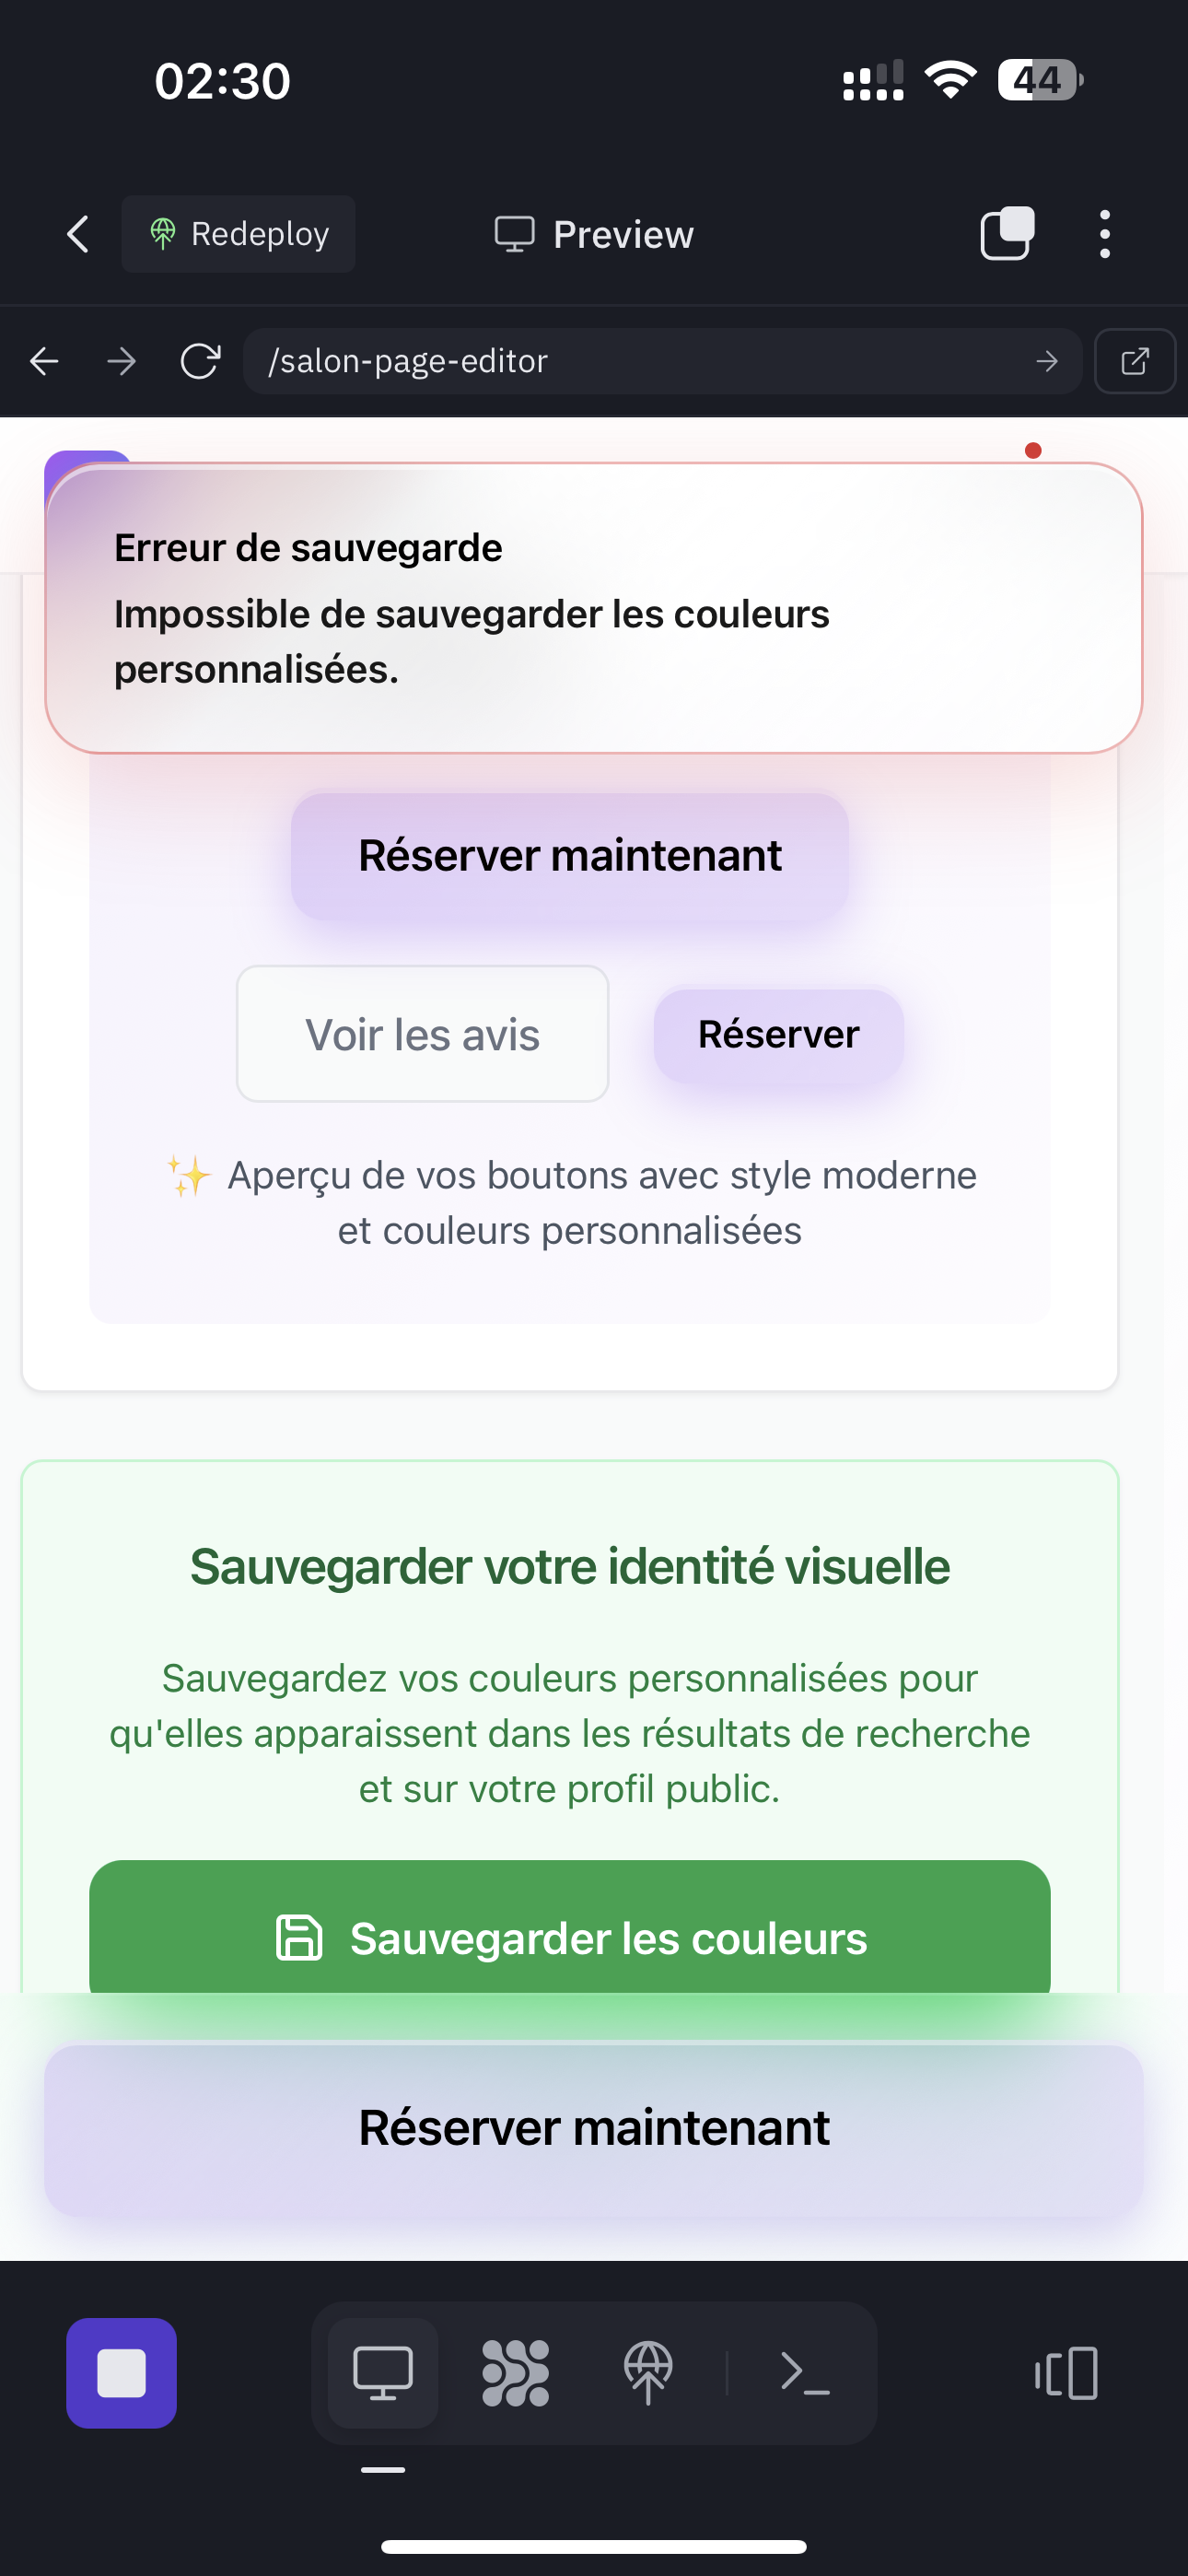 02:30
44
Redeploy
Preview
/salon-page-editor
Erreur de sauvegarde
Impossible de sauvegarder les couleurs
personnalisées.
Réserver maintenant
Voir les avis
Réserver
✨ Aperçu de vos boutons avec style moderne
et couleurs personnalisées
Sauvegarder votre identité visuelle
Sauvegardez vos couleurs personnalisées pour
qu'elles apparaissent dans les résultats de recherche
et sur votre profil public.
Sauvegarder les couleurs
Réserver maintenant